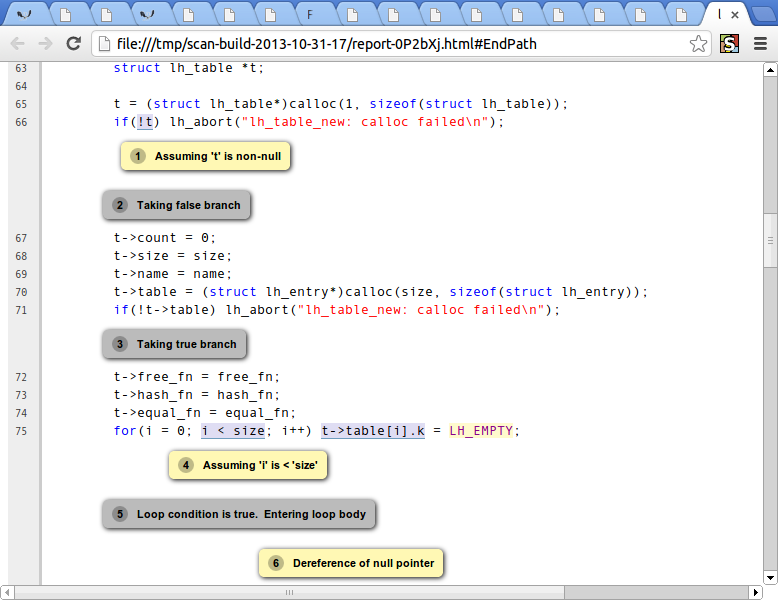 F
l
file:///tmp/scan-build-2013-10-31-17/report-0P2bXj.html#EndPath
63 struct lh_table *t;
64
65 t = (struct lh_table*)calloc(1, sizeof(struct lh_table));
66 if(!t) lh_abort("lh_table_new: calloc failed\n");
1 Assuming 't' is non-null
2 Taking false branch
67 t->count = 0;
68 t->size = size;
69 t->name = name;
70 t->table = (struct lh_entry*)calloc(size, sizeof(struct lh_entry));
71 if(!t->table) lh_abort("lh_table_new: calloc failed\n");
3 Taking true branch
72 t->free_fn = free_fn;
73 t->hash_fn = hash_fn;
74 t->equal_fn = equal_fn;
75 for(i = 0; i < size; i++) t->table[i].k = LH_EMPTY;
4 Assuming 'i' is < 'size'
5 Loop condition is true. Entering loop body
6 Dereference of null pointer